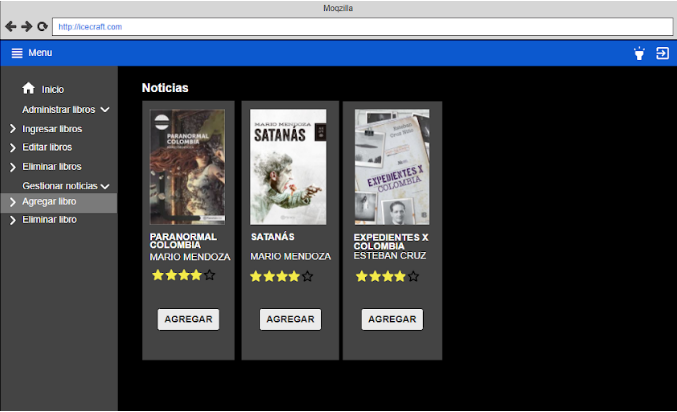 Moqzilla
http://icecraft.com
Menu
Inicio
Administrar libros
Ingresar libros
Editar libros
Eliminar libros
Gestionar noticias
Agregar libro
Eliminar libro
Noticias
PARANORMAL
COLOMBIA
PARANORMAL
COLOMBIA
MARIO MENDOZA
AGREGAR
MARIO MENDOZA
SATANÁS
SATANÁS
MARIO MENDOZA
AGREGAR
EXPEDIENTES X
COLOMBIA
EXPEDIENTES X
COLOMBIA
ESTEBAN CRUZ
AGREGAR